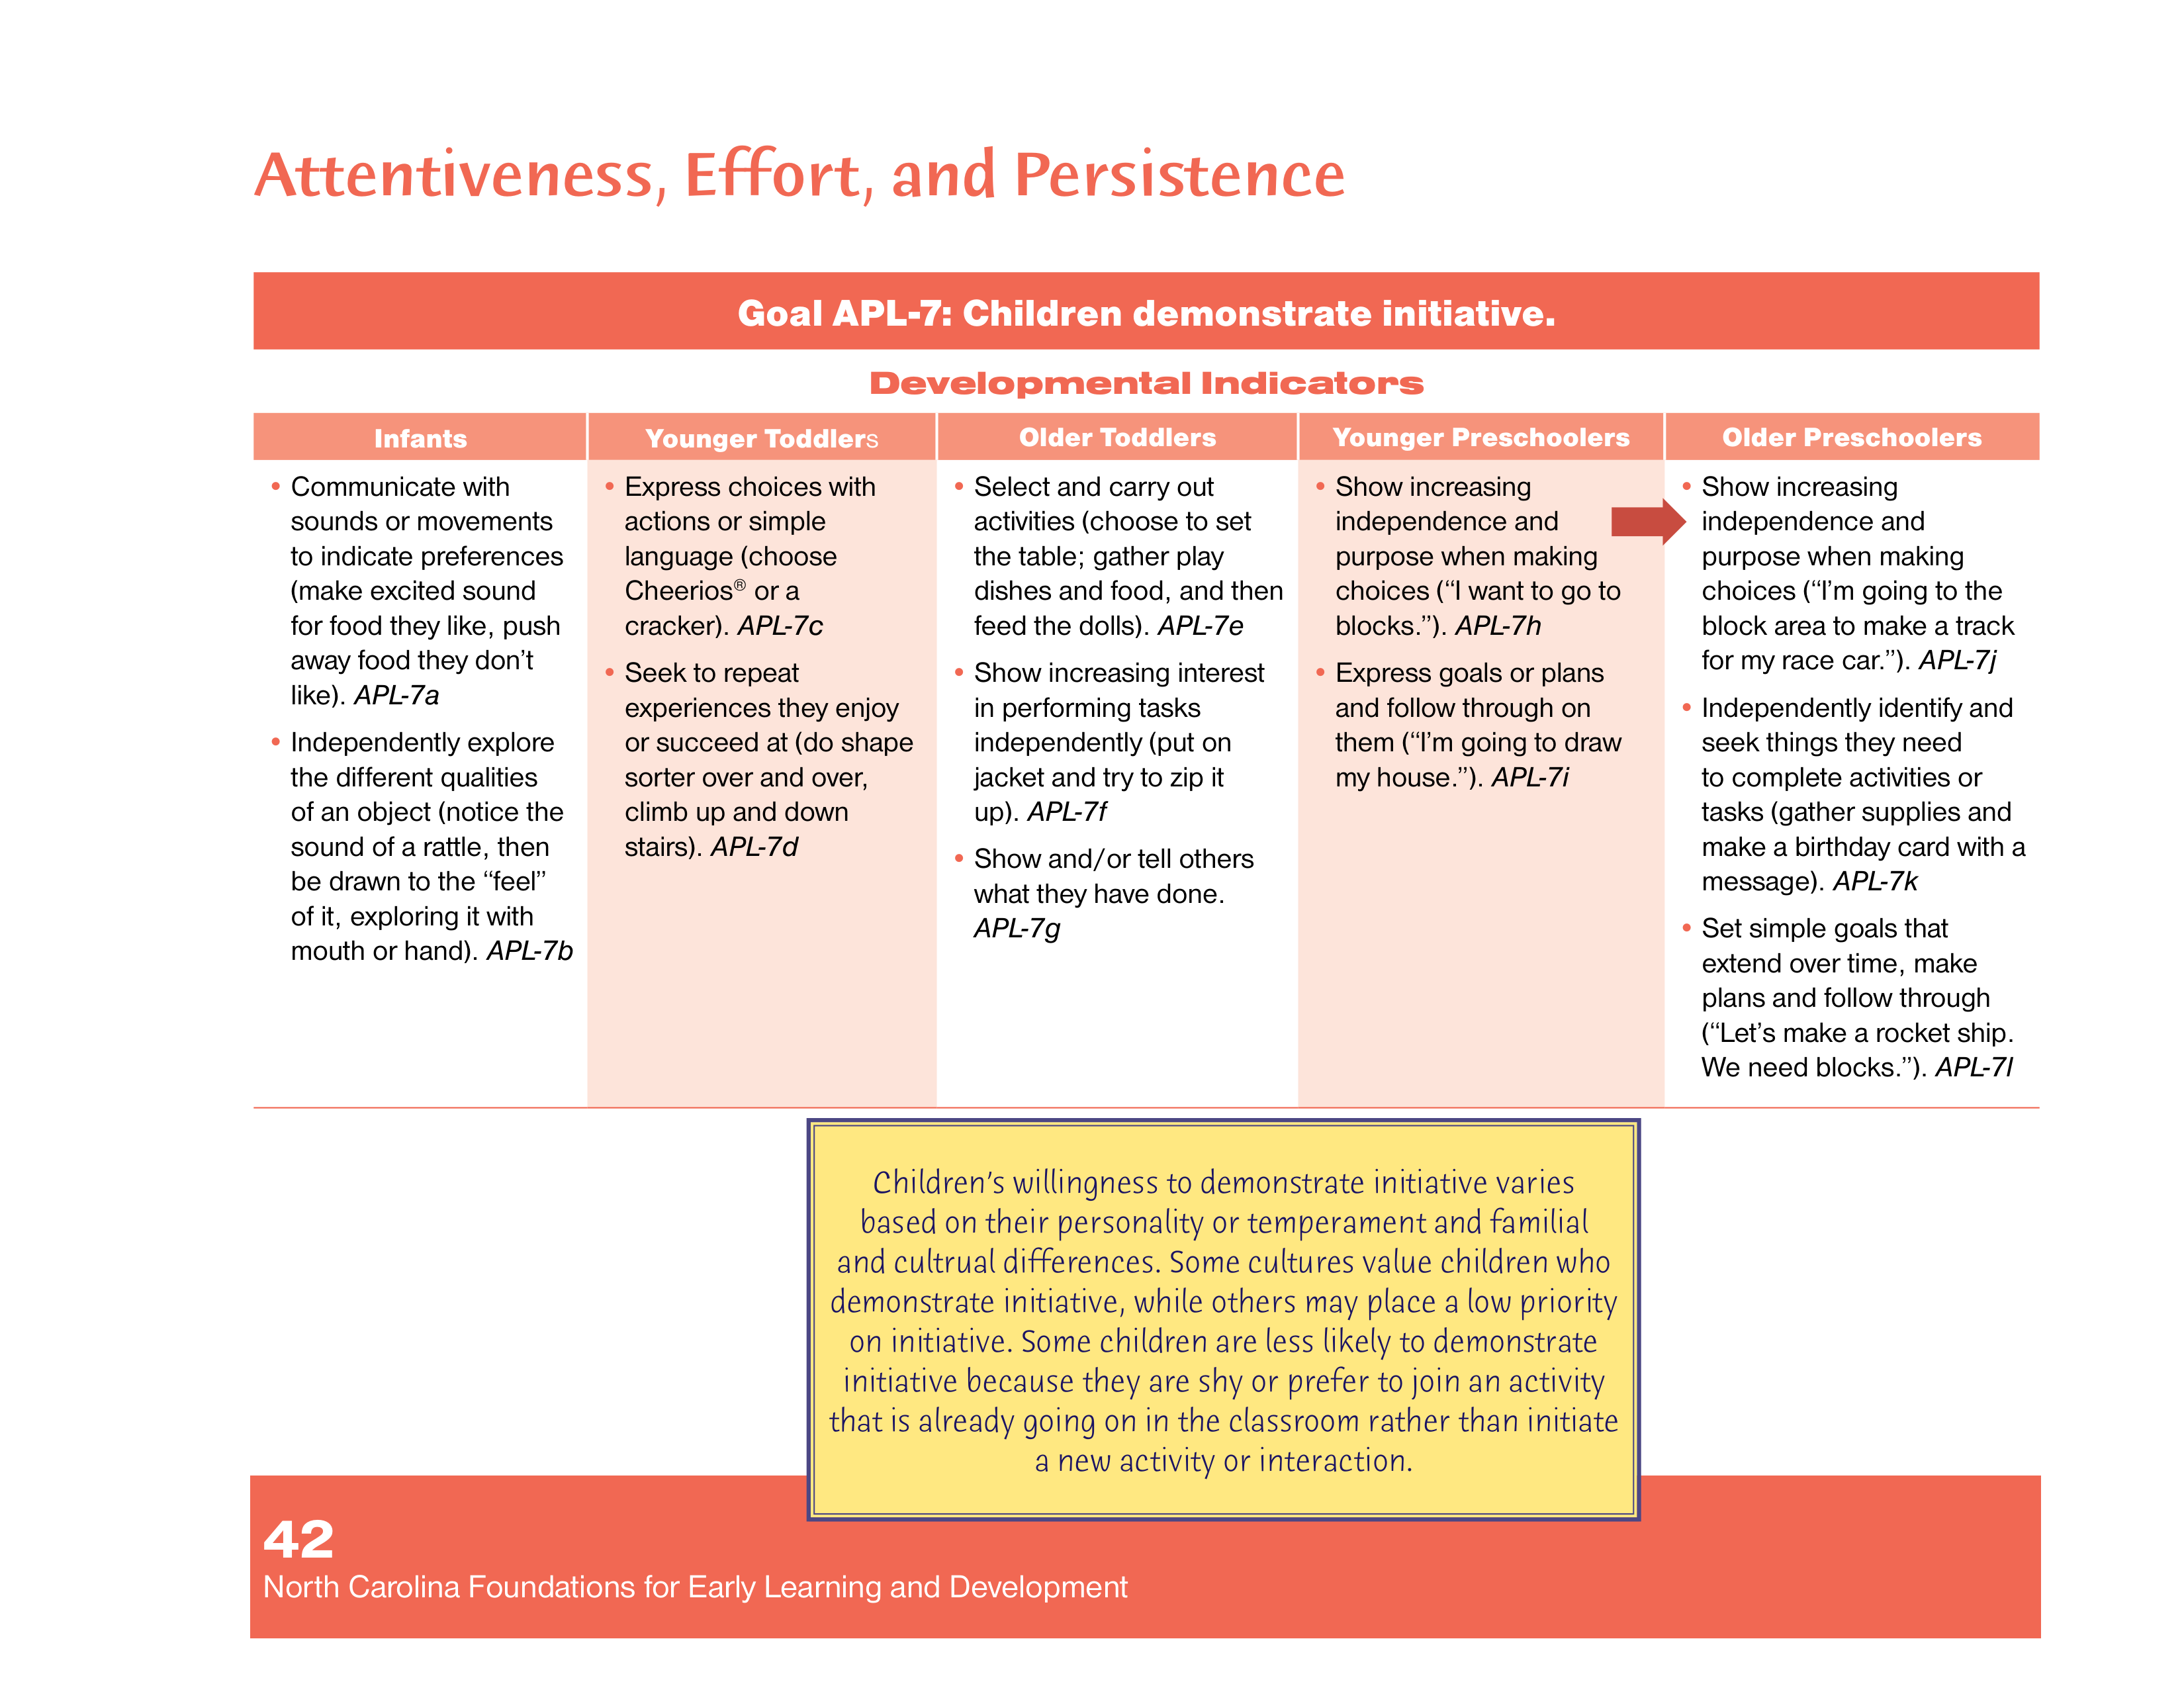 Attentiveness, Effort, and Persistence
Goal APL-7: Children demonstrate initiative.
Developmental Indicators
Infants
• Communicate with
sounds or movements
to indicate preferences
(make excited sound
for food they like, push
away food they don’t
like). APL-7a
• Independently explore
the different qualities
of an object (notice the
sound of a rattle, then
be drawn to the “feel”
of it, exploring it with
mouth or hand). APL-7b
Younger Toddlers
• Express choices with
actions or simple
language (choose
Cheerios® or a
cracker). APL-7c
• Seek to repeat
experiences they enjoy
or succeed at (do shape
sorter over and over,
climb up and down
stairs). APL-7d
Older Toddlers
• Select and carry out
activities (choose to set
the table; gather play
dishes and food, and then
feed the dolls). APL-7e
• Show increasing interest
in performing tasks
independently (put on
jacket and try to zip it
up). APL-7f
• Show and/or tell others
what they have done.
APL-7g
Younger Preschoolers
• Show increasing
independence and
purpose when making
choices (“I want to go to
blocks.”). APL-7h
• Express goals or plans
and follow through on
them (“I’m going to draw
my house.”). APL-7i
Older Preschoolers
• Show increasing
independence and
purpose when making
choices (“I’m going to the
block area to make a track
for my race car.”). APL-7j
• Independently identify and
seek things they need
to complete activities or
tasks (gather supplies and
make a birthday card with a
message). APL-7k
• Set simple goals that
extend over time, make
plans and follow through
(“Let’s make a rocket ship.
We need blocks.”). APL-7l
Children’s willingness to demonstrate initiative varies
based on their personality or temperament and familial
and cultrual differences. Some cultures value children who
demonstrate initiative, while others may place a low priority
on initiative. Some children are less likely to demonstrate
initiative because they are shy or prefer to join an activity
that is already going on in the classroom rather than initiate
a new activity or interaction.
42
North Carolina Foundations for Early Learning and Development